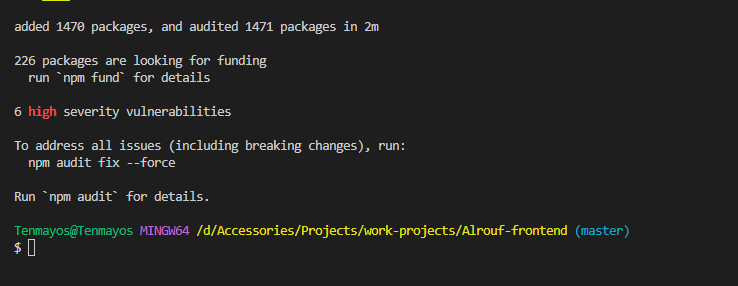 added 1470 packages, and audited 1471 packages in 2m
226 packages are looking for funding
run `npm fund` for details
6 high severity vulnerabilities
To address all issues (including breaking changes), run:
npm audit fix --force
Run `npm audit` for details.
Tenmayos@Tenmayos MINGW64 /d/Accessories/Projects/work-projects/Alrouf-frontend (master)
$